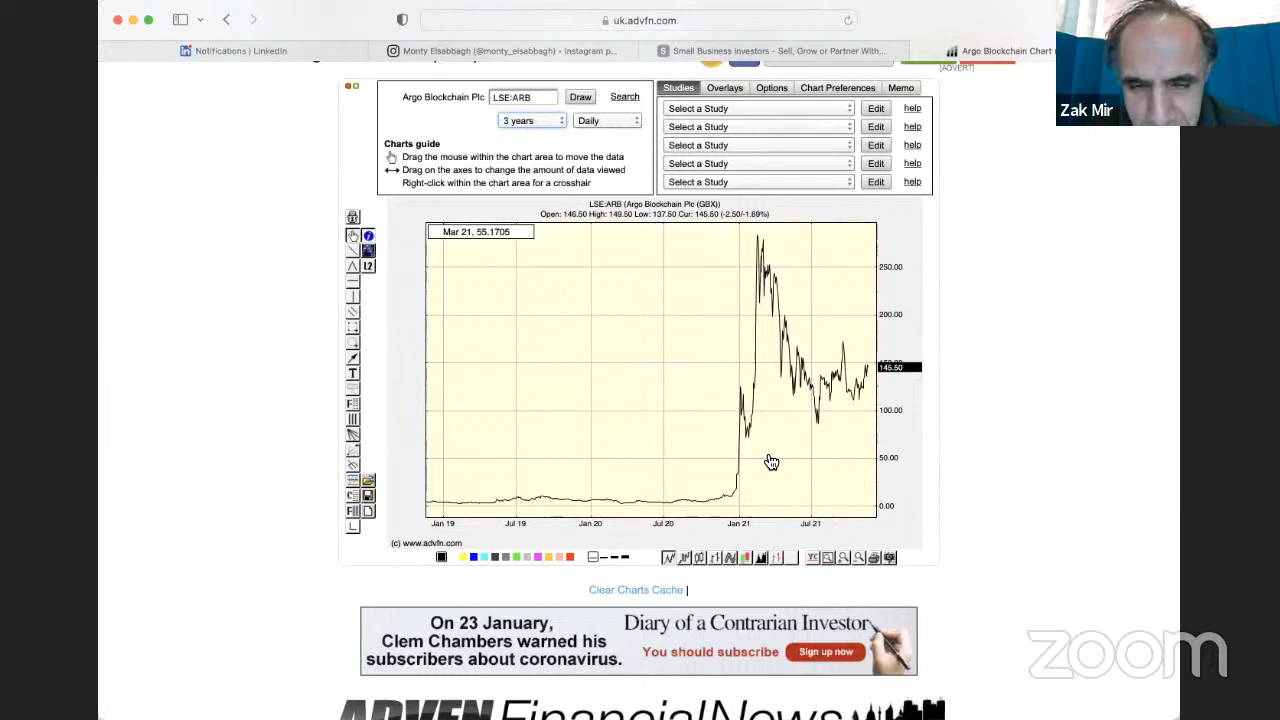 uk.advfn.com
Notifications | LinkedIn
Monty Elsabbagh (@monty_elsabbagh) • Instagram p...
Small Business Investors - Sell, Grow or Partner With...
Argo Blockchain Chart
[ADVERT]
Zak Mir
Argo Blockchain Plc LSE:ARB Draw Search
3 years Daily
Charts guide
Drag the mouse within the chart area to move the data
Drag on the axes to change the amount of data viewed
Right-click within the chart area for a crosshair
Studies Overlays Options Chart Preferences Memo
Select a Study Edit help
Select a Study Edit help
Select a Study Edit help
Select a Study Edit help
Select a Study Edit help
LSE:ARB (Argo Blockchain Plc (GBX))
Open: 146.50 High: 149.50 Low: 137.50 Cur: 145.50 (-2.50/-1.69%)
Mar 21, 55.1705
250.00
200.00
145.50
100.00
50.00
0.00
Jan 19 Jul 19 Jan 20 Jul 20 Jan 21 Jul 21
(c) www.advfn.com
Clear Charts Cache |
On 23 January,
Clem Chambers warned his
subscribers about coronavirus.
Diary of a Contrarian Investor
You should subscribe Sign up now
zoom
ADVFN FinancialNews